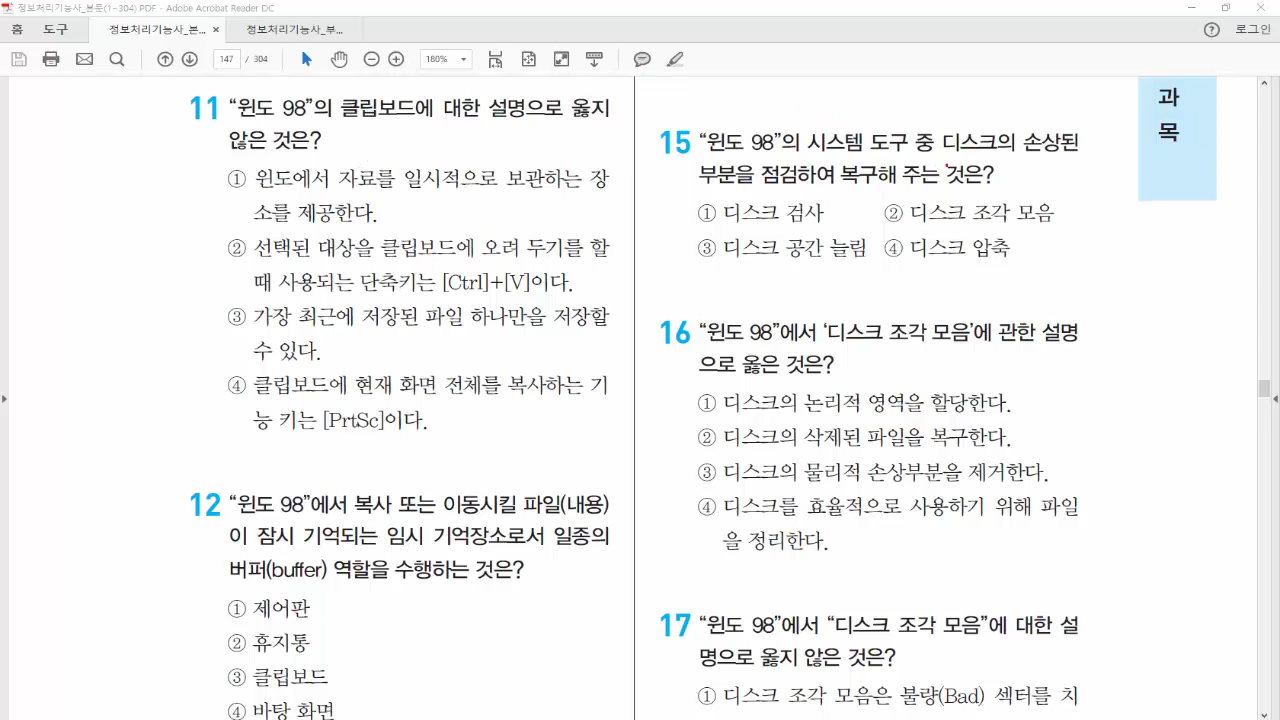 정보처리기능사_본문(1-304) PDF - Adobe Acrobat Reader DC
홈 도구 정보처리기능사_본... × 정보처리기능사_부... 로그인
147 / 304 180%
11 “윈도 98”의 클립보드에 대한 설명으로 옳지
않은 것은?
① 윈도에서 자료를 일시적으로 보관하는 장
소를 제공한다.
② 선택된 대상을 클립보드에 오려 두기를 할
때 사용되는 단축키는 [Ctrl]+[V]이다.
③ 가장 최근에 저장된 파일 하나만을 저장할
수 있다.
④ 클립보드에 현재 화면 전체를 복사하는 기
능 키는 [PrtSc]이다.
12 “윈도 98”에서 복사 또는 이동시킬 파일(내용)
이 잠시 기억되는 임시 기억장소로서 일종의
버퍼(buffer) 역할을 수행하는 것은?
① 제어판
② 휴지통
③ 클립보드
④ 바탕 화면
15 “윈도 98”의 시스템 도구 중 디스크의 손상된
부분을 점검하여 복구해 주는 것은?
① 디스크 검사 ② 디스크 조각 모음
③ 디스크 공간 늘림 ④ 디스크 압축
16 “윈도 98”에서 ‘디스크 조각 모음’에 관한 설명
으로 옳은 것은?
① 디스크의 논리적 영역을 할당한다.
② 디스크의 삭제된 파일을 복구한다.
③ 디스크의 물리적 손상부분을 제거한다.
④ 디스크를 효율적으로 사용하기 위해 파일
을 정리한다.
17 “윈도 98”에서 “디스크 조각 모음”에 대한 설
명으로 옳지 않은 것은?
① 디스크 조각 모음은 불량(Bad) 섹터를 치
과
목